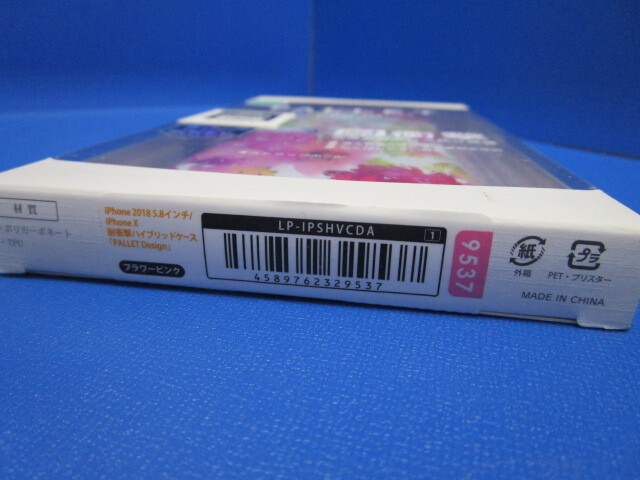 材質
・ポリカーボネート
・TPU
iPhone 2018 5.8インチ/
iPhone X
耐衝撃ハイブリッドケース
「PALLET Design」
フラワーピンク
LP-IPSHVCDA
1
4589762329537
9537
紙
外箱
プラ
PET・ブリスター
MADE IN CHINA